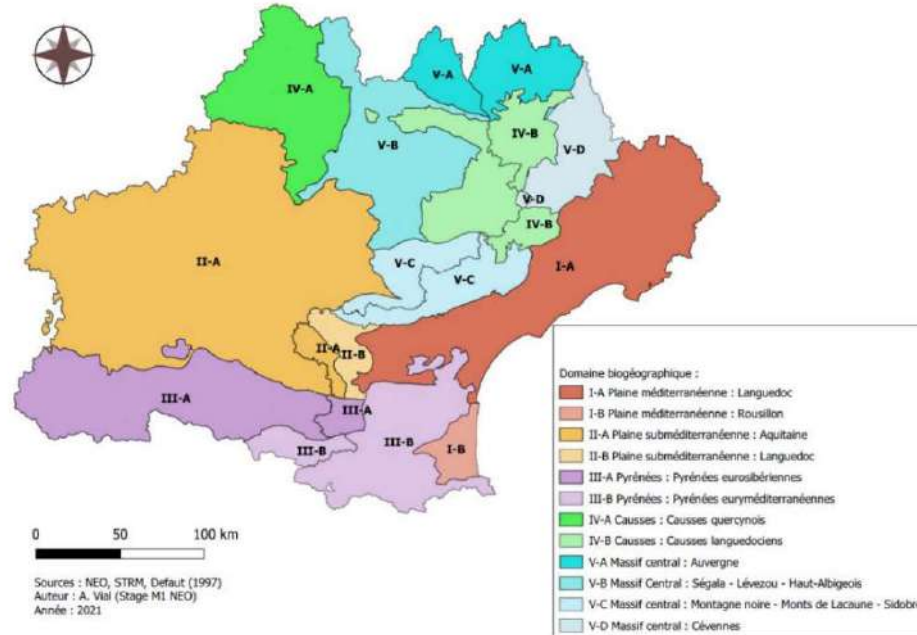 V-A
V-A
IV-A
IV-B
V-B
V-D
V-D
IV-B
II-A
V-C
I-A
V-C
II-A
II-B
III-A
III-A
III-B
III-B
I-B
0 50 100 km
Sources : NEO, STRM, Defaut (1997)
Auteur : A. Vial (Stage M1 NEO)
Année : 2021
Domaine biogéographique :
I-A Plaine méditerranéenne : Languedoc
I-B Plaine méditerranéenne : Rousillon
II-A Plaine subméditerranéenne : Aquitaine
II-B Plaine subméditerranéenne : Languedoc
III-A Pyrénées : Pyrénées eurosibériennes
III-B Pyrénées : Pyrénées euryméditerranéennes
IV-A Causses : Causses quercynois
IV-B Causses : Causses languedociens
V-A Massif central : Auvergne
V-B Massif Central : Ségala - Lévezou - Haut-Albigeois
V-C Massif central : Montagne noire - Monts de Lacaune - Sidobre
V-D Massif central : Cévennes